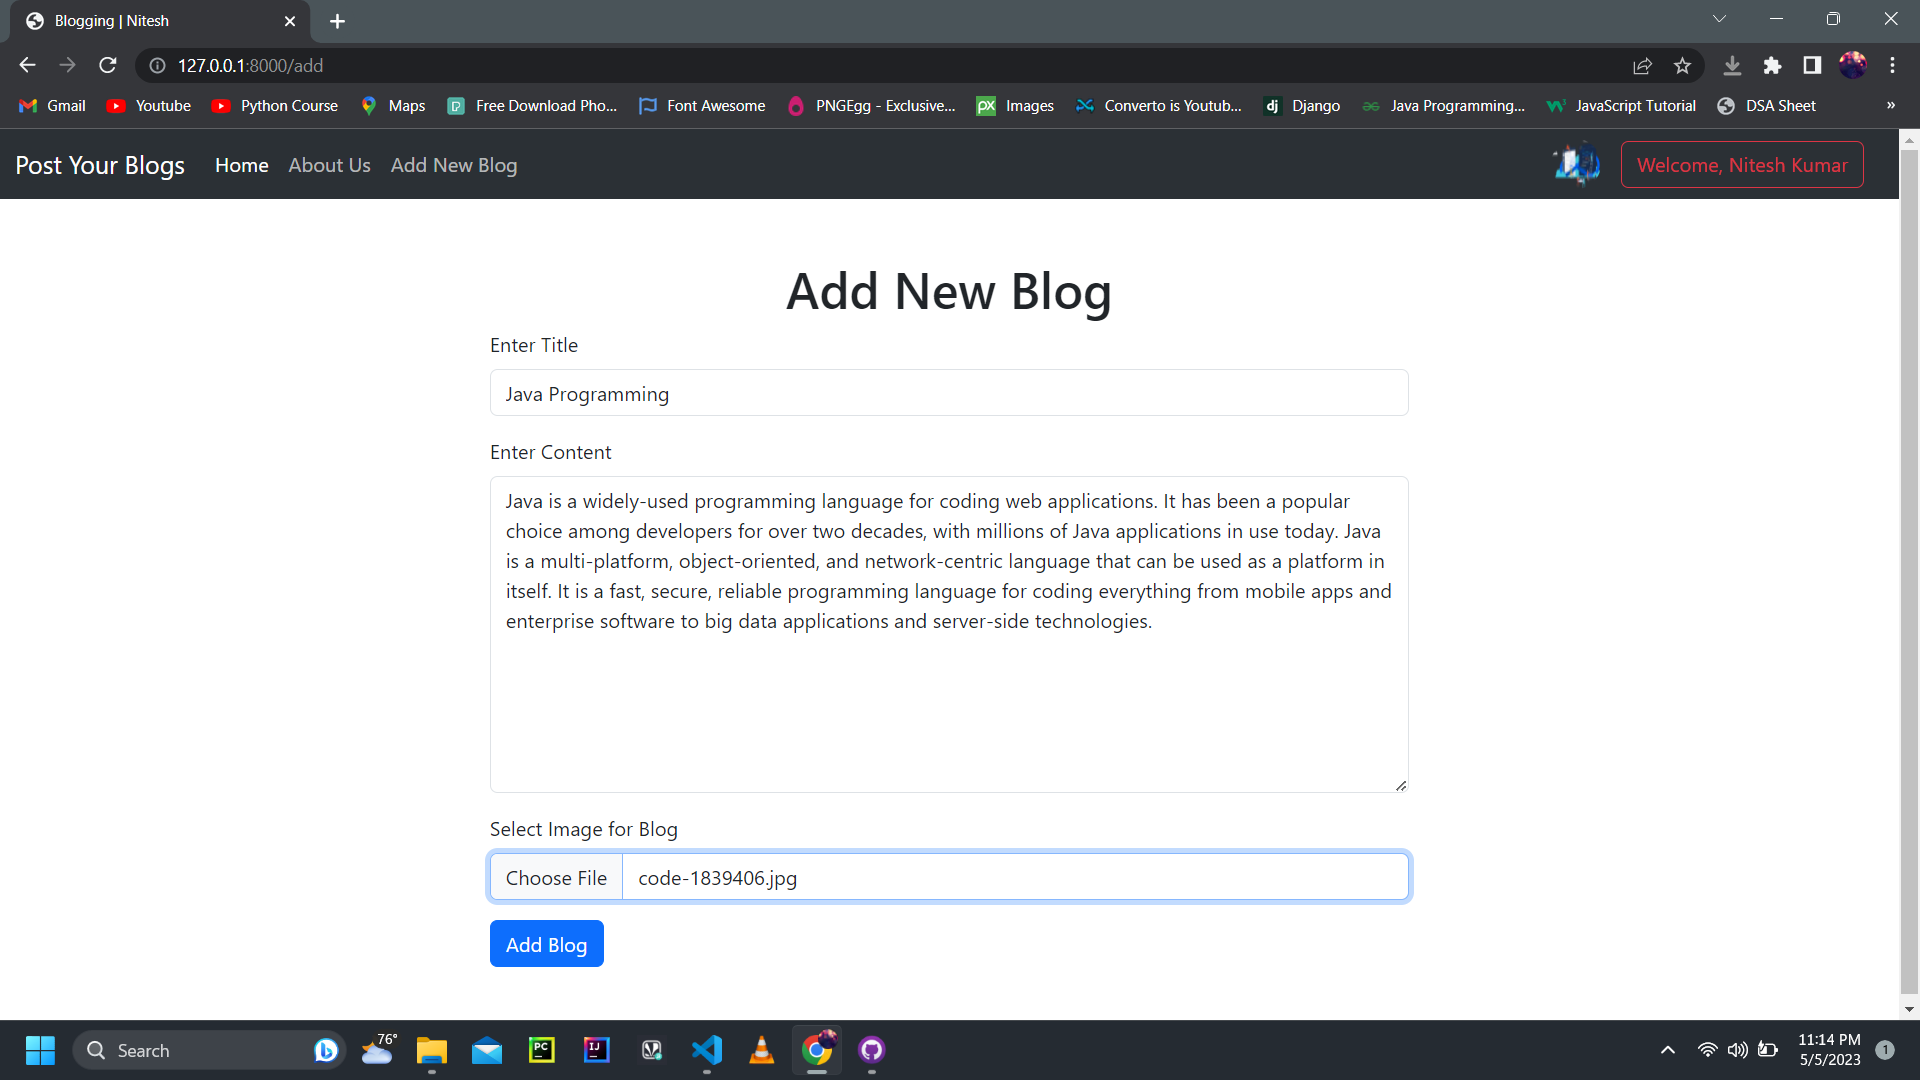 Blogging | Nitesh
127.0.0.1:8000/add
Gmail Youtube Python Course Maps Free Download Pho... Font Awesome PNGEgg - Exclusive... px Images Converto is Youtub... dj Django Java Programming... JavaScript Tutorial DSA Sheet »
Post Your Blogs Home About Us Add New Blog Welcome, Nitesh Kumar
Add New Blog
Enter Title
Java Programming
Enter Content
Java is a widely-used programming language for coding web applications. It has been a popular
choice among developers for over two decades, with millions of Java applications in use today. Java
is a multi-platform, object-oriented, and network-centric language that can be used as a platform in
itself. It is a fast, secure, reliable programming language for coding everything from mobile apps and
enterprise software to big data applications and server-side technologies.
Select Image for Blog
Choose File code-1839406.jpg
Add Blog
Search 76° PC IJ 11:14 PM
5/5/2023 1